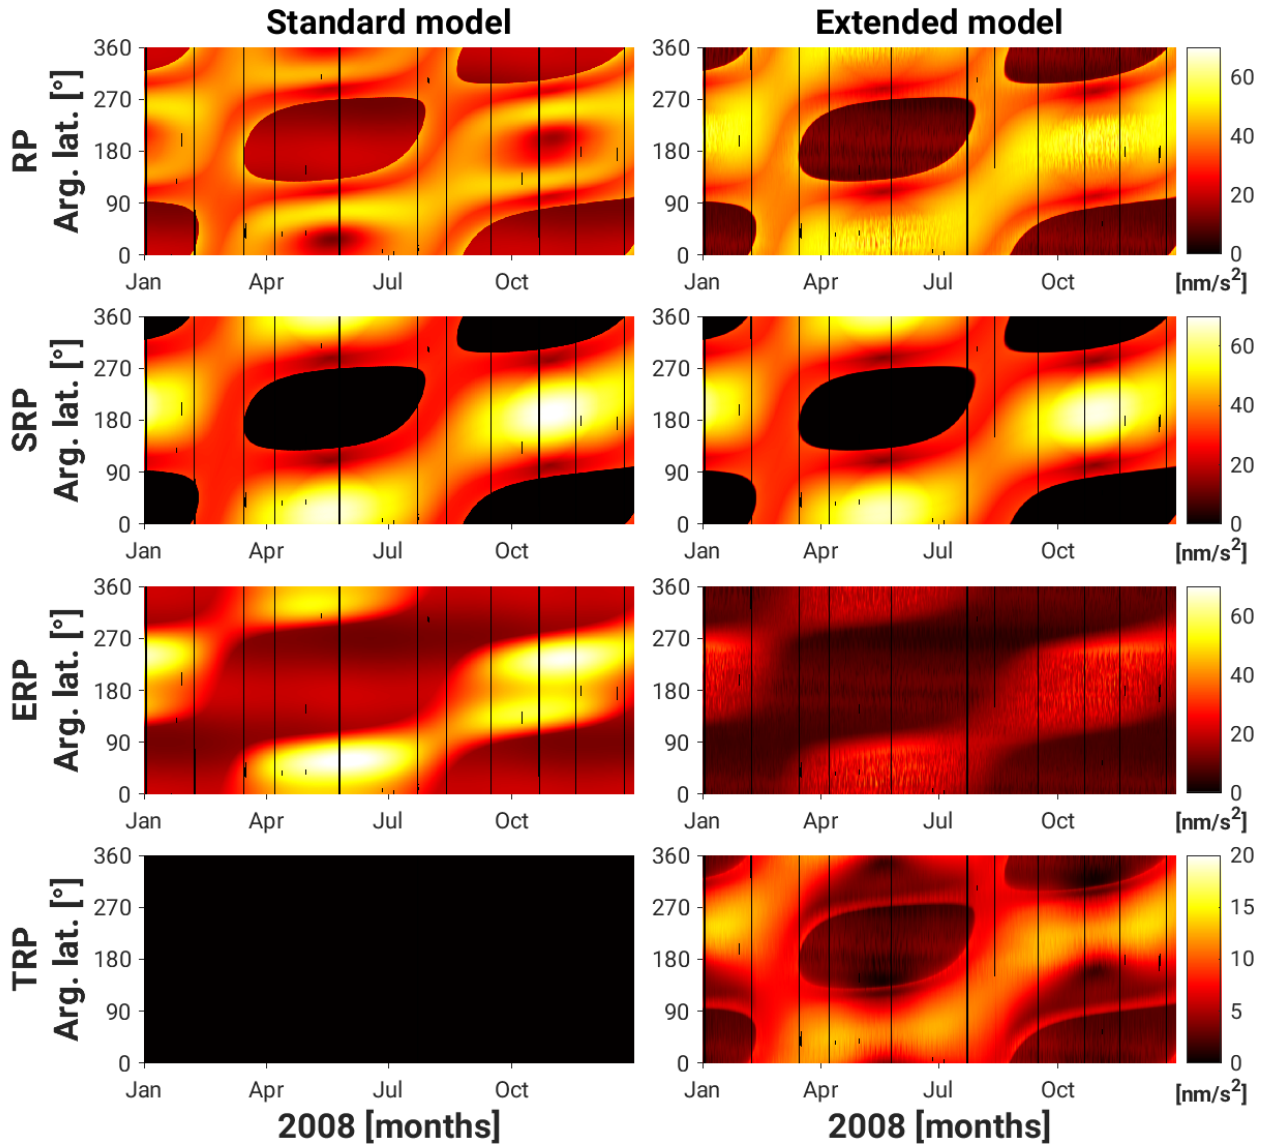 Standard model Extended model
RP
Arg. lat. [°]
360
270
180
90
0
Jan Apr Jul Oct
360
270
180
90
0
Jan Apr Jul Oct
60
40
20
0
[nm/s²]
SRP
Arg. lat. [°]
360
270
180
90
0
Jan Apr Jul Oct
360
270
180
90
0
Jan Apr Jul Oct
60
40
20
0
[nm/s²]
ERP
Arg. lat. [°]
360
270
180
90
0
Jan Apr Jul Oct
360
270
180
90
0
Jan Apr Jul Oct
60
40
20
0
[nm/s²]
TRP
Arg. lat. [°]
360
270
180
90
0
Jan Apr Jul Oct
360
270
180
90
0
Jan Apr Jul Oct
20
15
10
5
0
[nm/s²]
2008 [months] 2008 [months]